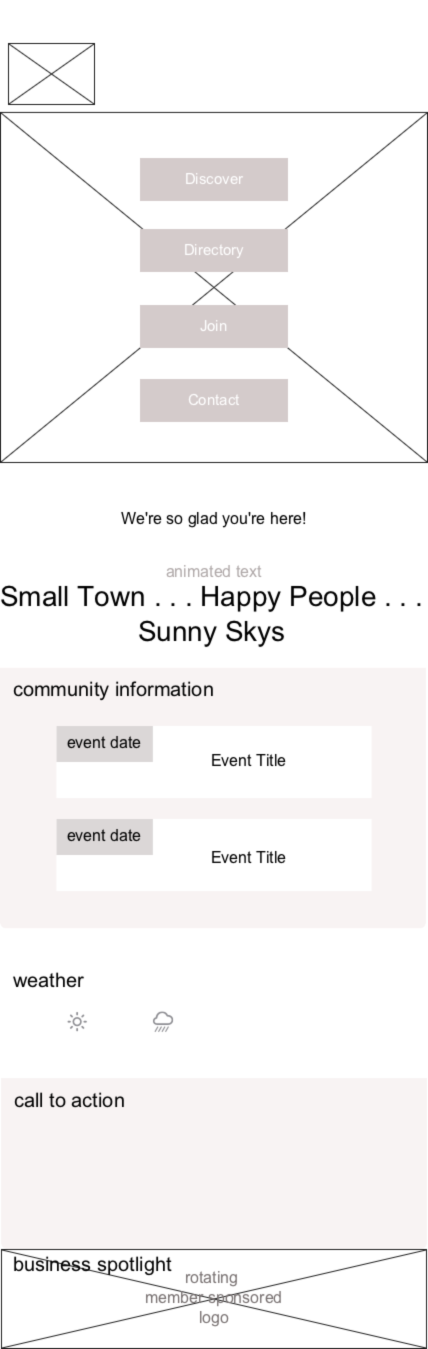 Discover
Directory
Join
Contact
We're so glad you're here!
animated text
Small Town . . . Happy People . . .
Sunny Skys
community information
event date
Event Title
event date
Event Title
weather
call to action
business spotlight
rotating
member sponsored
logo